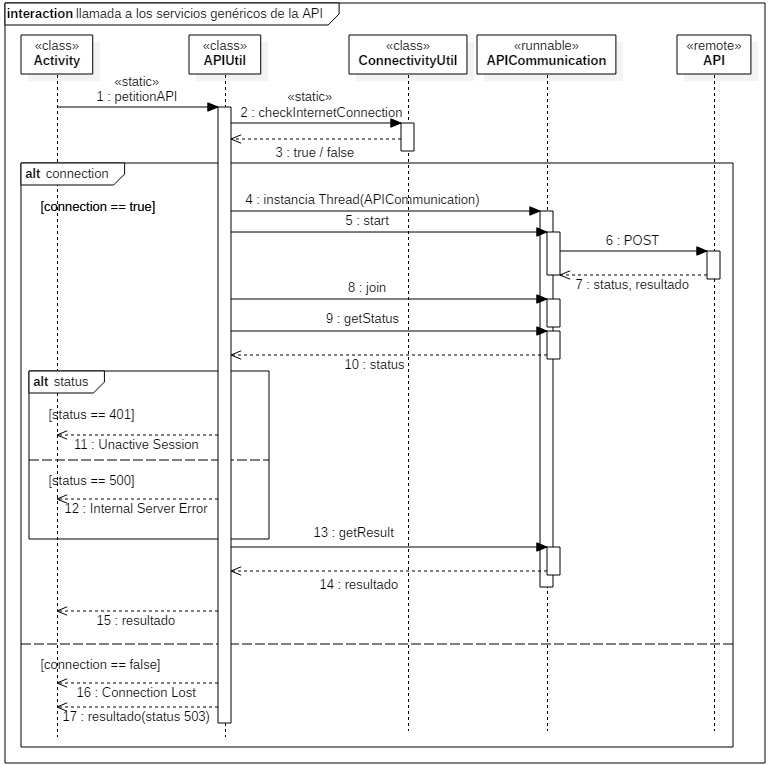 interaction llamada a los servicios genéricos de la API
«class»
Activity
«class»
APIUtil
«class»
ConnectivityUtil
«runnable»
APICommunication
«remote»
API
«static»
1 : petitionAPI
«static»
2 : checkInternetConnection
3 : true / false
alt connection
[connection == true]
4 : instancia Thread(APICommunication)
5 : start
6 : POST
7 : status, resultado
8 : join
9 : getStatus
10 : status
alt status
[status == 401]
11 : Unactive Session
[status == 500]
12 : Internal Server Error
13 : getResult
14 : resultado
15 : resultado
[connection == false]
16 : Connection Lost
17 : resultado(status 503)